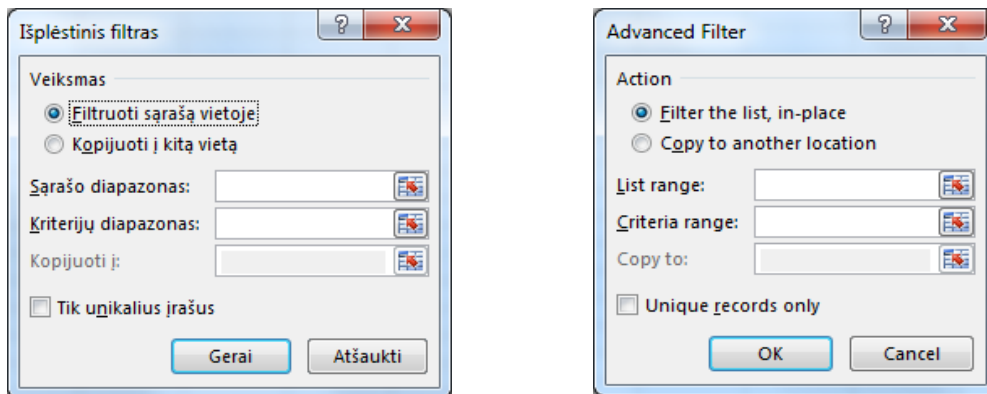 Išplėstinis filtras
Veiksmas
Filtruoti sąrašą vietoje
Kopijuoti į kitą vietą
Sąrašo diapazonas:
Kriterijų diapazonas:
Kopijuoti į:
Tik unikalius įrašus
Gerai Atšaukti
Advanced Filter
Action
Filter the list, in-place
Copy to another location
List range:
Criteria range:
Copy to:
Unique records only
OK Cancel